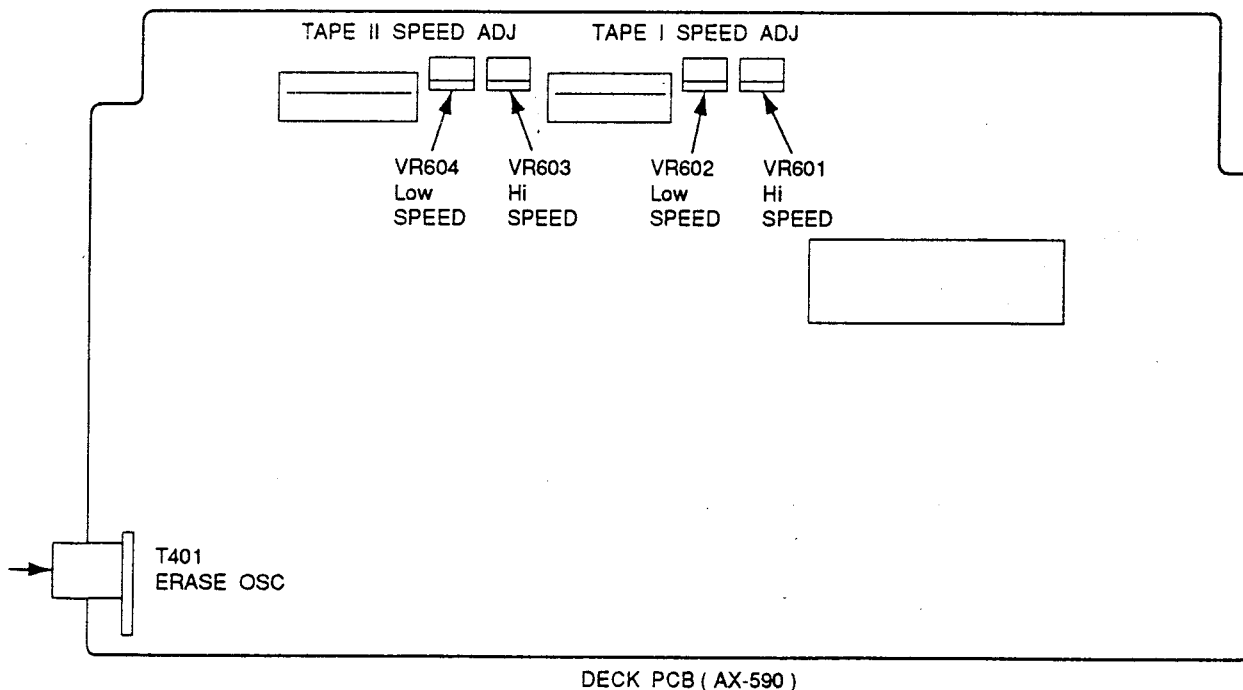 TAPE II SPEED ADJ
TAPE I SPEED ADJ
VR604
Low
SPEED
VR603
Hi
SPEED
VR602
Low
SPEED
VR601
Hi
SPEED
T401
ERASE OSC
DECK PCB ( AX-590 )